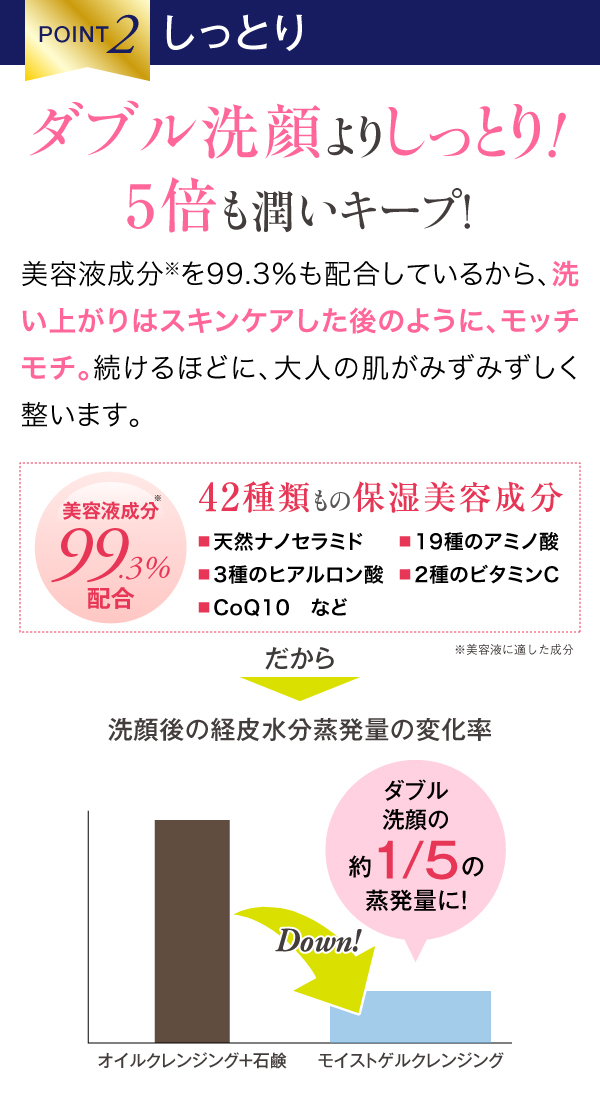 POINT2 しっとり
ダブル洗顔よりしっとり!
5倍も潤いキープ!
美容液成分※を99.3%も配合しているから、洗
い上がりはスキンケアした後のように、モッチ
モチ。続けるほどに、大人の肌がみずみずしく
整います。
美容液成分※
99.3%
配合
42種類もの保湿美容成分
■天然ナノセラミド ■19種のアミノ酸
■3種のヒアルロン酸 ■2種のビタミンC
■CoQ10 など
※美容液に適した成分
だから
洗顔後の経皮水分蒸発量の変化率
ダブル
洗顔の
約1/5の
蒸発量に!
Down!
オイルクレンジング+石鹸 モイストゲルクレンジング